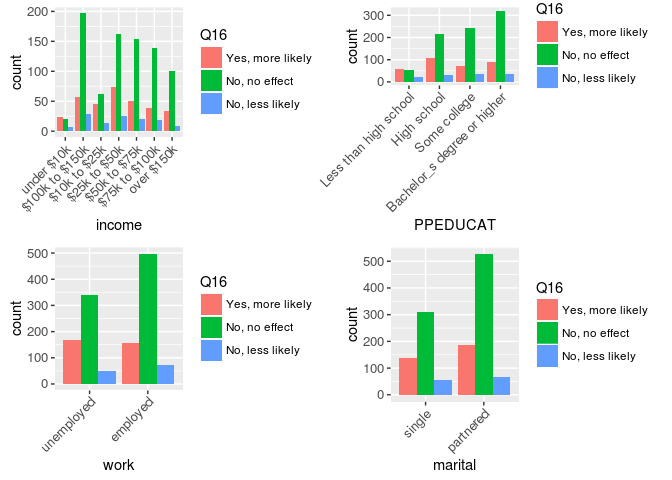 200
150
100
50
0
count
under $10k
$100k to $150k
$10k to $25k
$25k to $50k
$50k to $75k
$75k to $100k
over $150k
income
Q16
Yes, more likely
No, no effect
No, less likely
300
200
100
0
count
Less than high school
High school
Some college
Bachelor_s degree or higher
PPEDUCAT
Q16
Yes, more likely
No, no effect
No, less likely
500
400
300
200
100
0
count
unemployed
employed
work
Q16
Yes, more likely
No, no effect
No, less likely
500
400
300
200
100
0
count
single
partnered
marital
Q16
Yes, more likely
No, no effect
No, less likely